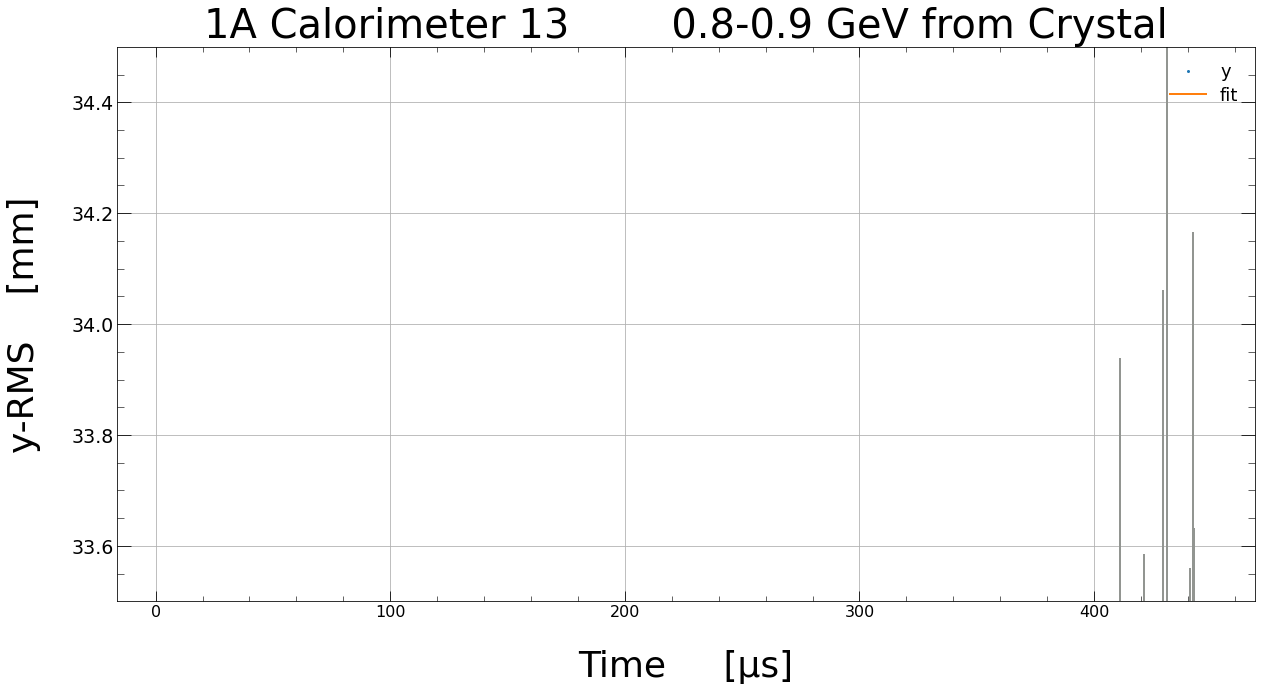 1A Calorimeter 13 0.8-0.9 GeV from Crystal
y
fit
34.4
34.2
34.0
33.8
33.6
y-RMS [mm]
0 100 200 300 400
Time [µs]